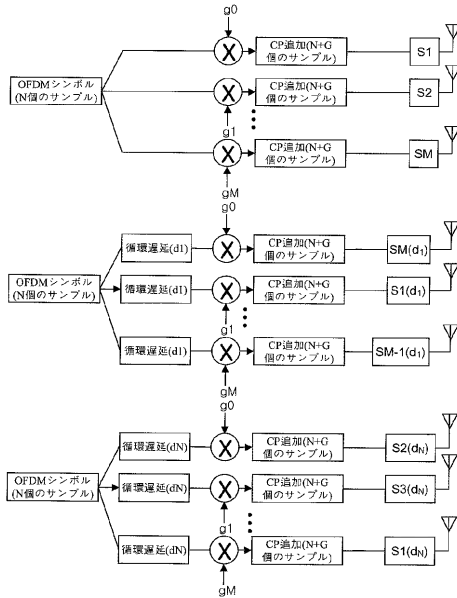 g0
CP追加(N+G
個のサンプル)
S1
OFDMシンボル
(N個のサンプル)
CP追加(N+G
個のサンプル)
S2
g1
CP追加(N+G
個のサンプル)
SM
gM
g0
循環遅延(d1)
CP追加(N+G
個のサンプル)
SM(d1)
OFDMシンボル
(N個のサンプル)
循環遅延(d1)
CP追加(N+G
個のサンプル)
S1(d1)
g1
循環遅延(d1)
CP追加(N+G
個のサンプル)
SM-1(d1)
gM
g0
循環遅延(dN)
CP追加(N+G
個のサンプル)
S2(dN)
OFDMシンボル
(N個のサンプル)
循環遅延(dN)
CP追加(N+G
個のサンプル)
S3(dN)
g1
循環遅延(dN)
CP追加(N+G
個のサンプル)
S1(dN)
gM